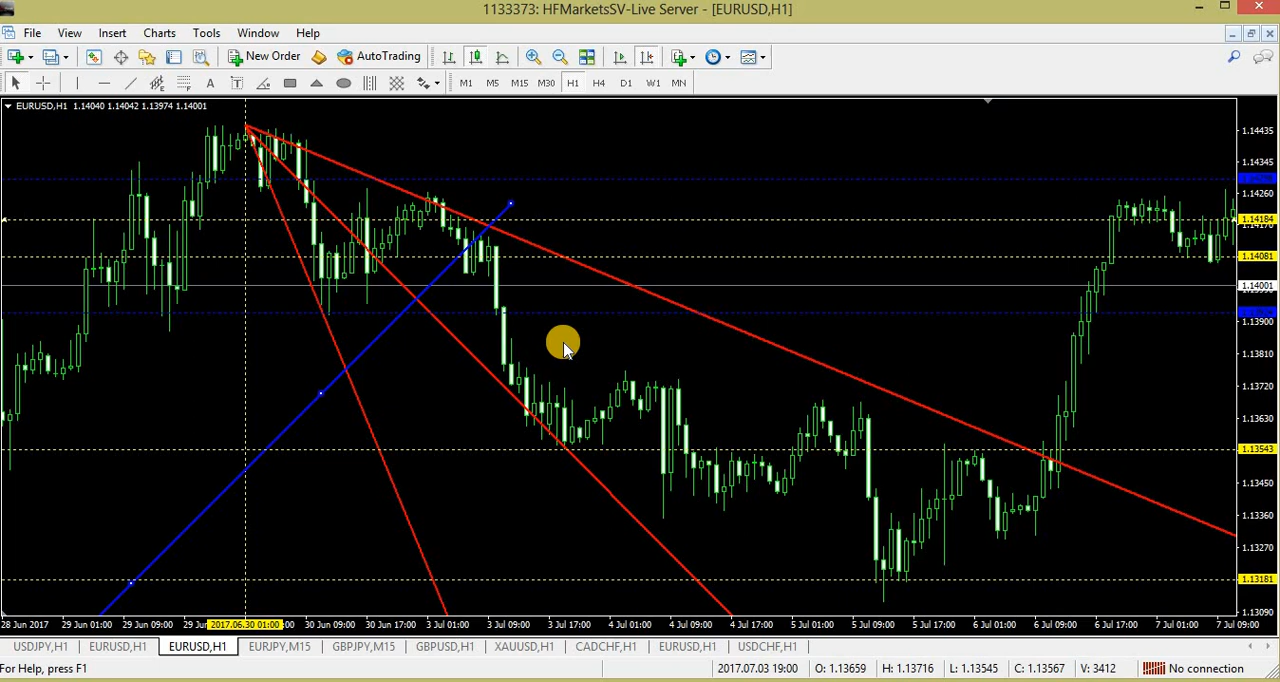 1133373: HFMarketsSV-Live Server - [EURUSD,H1]
File View Insert Charts Tools Window Help
New Order AutoTrading
A T M1 M5 M15 M30 H1 H4 D1 W1 MN
EURUSD,H1 1.14040 1.14042 1.13974 1.14001
1.14435
1.14345
1.14260
1.14184
1.14081
1.14001
1.13900
1.13810
1.13720
1.13630
1.13543
1.13450
1.13360
1.13270
1.13181
1.13090
28 Jun 2017 29 Jun 01:00 29 Jun 09:00 29 Jun 2017.06.30 01:00 30 Jun 09:00 30 Jun 17:00 3 Jul 01:00 3 Jul 09:00 3 Jul 17:00 4 Jul 01:00 4 Jul 09:00 4 Jul 17:00 5 Jul 01:00 5 Jul 09:00 5 Jul 17:00 6 Jul 01:00 6 Jul 09:00 6 Jul 17:00 7 Jul 01:00 7 Jul 09:00
USDJPY,H1 EURUSD,H1 EURUSD,H1 EURJPY,M15 GBPJPY,M15 GBPUSD,H1 XAUUSD,H1 CADCHF,H1 EURUSD,H1 USDCHF,H1
For Help, press F1 2017.07.03 19:00 O: 1.13659 H: 1.13716 L: 1.13545 C: 1.13567 V: 3412 No connection